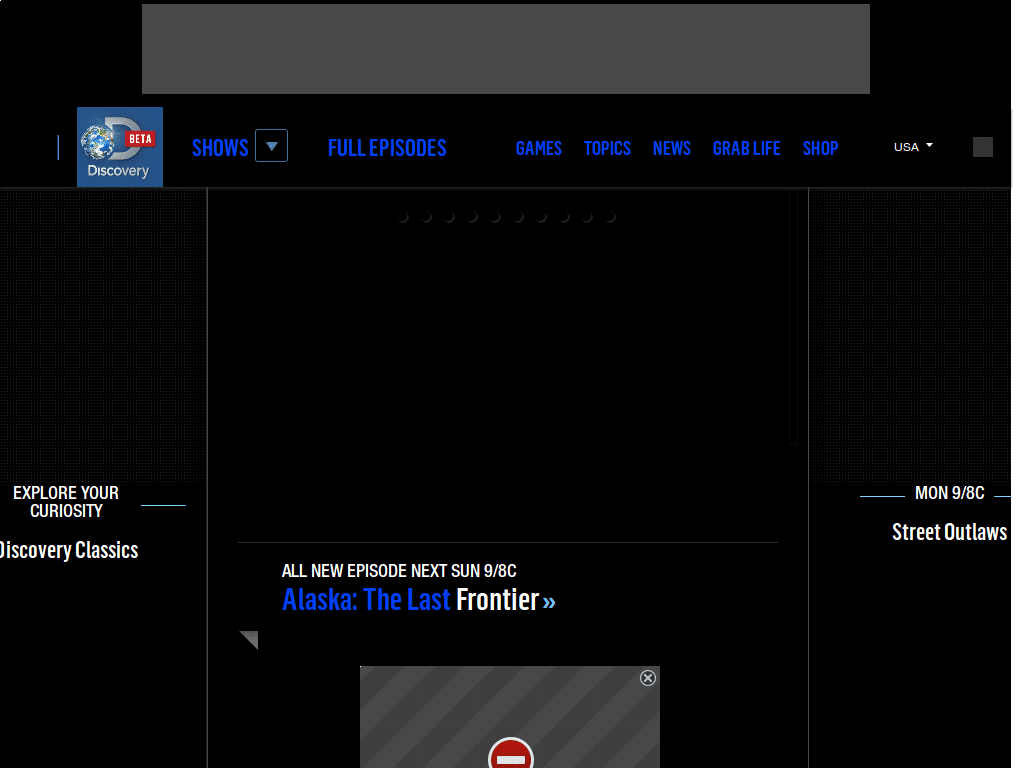 BETA
Discovery
SHOWS
FULL EPISODES
GAMES
TOPICS
NEWS
GRAB LIFE
SHOP
USA
EXPLORE YOUR
CURIOSITY
Discovery Classics
ALL NEW EPISODE NEXT SUN 9/8C
Alaska: The Last Frontier »
MON 9/8C
Street Outlaws